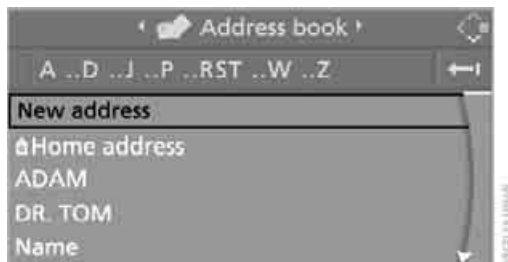 Address book
A ..D ..J ..P ..RST ..W ..Z
New address
Home address
ADAM
DR. TOM
Name